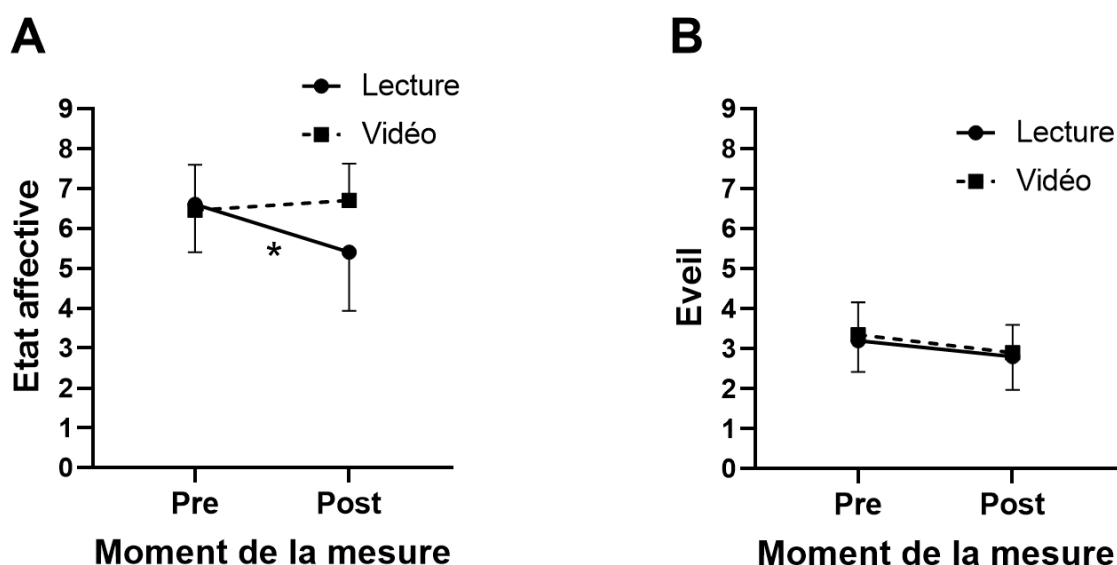 A
Lecture
Vidéo
9
8
7
6
5
4
3
2
1
0
Etat affective
*
Pre Post
Moment de la mesure
B
Lecture
Vidéo
9
8
7
6
5
4
3
2
1
0
Eveil
Pre Post
Moment de la mesure